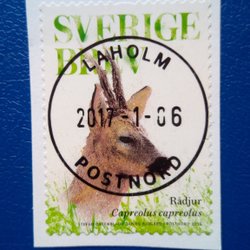 SVERIGE
BREV
LAHOLM
2017-1-06
POSTNORD
Rådjur
Capreolus capreolus